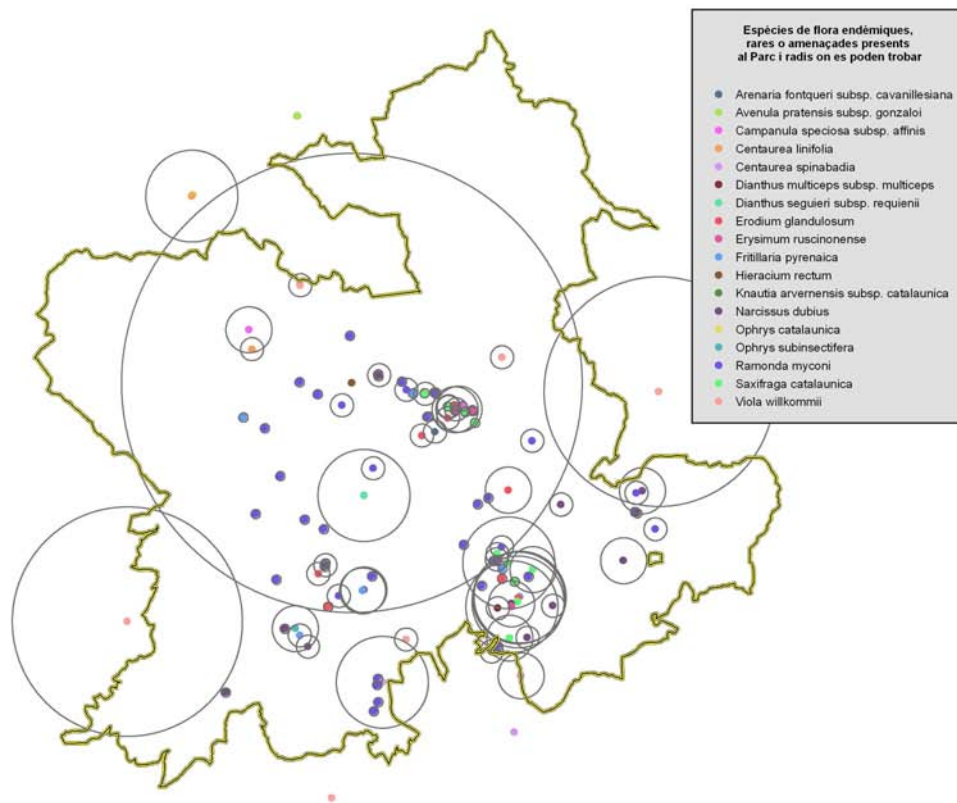 Espècies de flora endèmiques,
rares o amenaçades presents
al Parc i radis on es poden trobar
Arenaria fontqueri subsp. cavanillesiana
Avenula pratensis subsp. gonzaloi
Campanula speciosa subsp. affinis
Centaurea linifolia
Centaurea spinabadia
Dianthus multiceps subsp. multiceps
Dianthus seguieri subsp. requienii
Erodium glandulosum
Erysimum ruscinonense
Fritillaria pyrenaica
Hieracium rectum
Knautia arvernensis subsp. catalaunica
Narcissus dubius
Ophrys catalaunica
Ophrys subinsectifera
Ramonda myconi
Saxifraga catalaunica
Viola willkommii